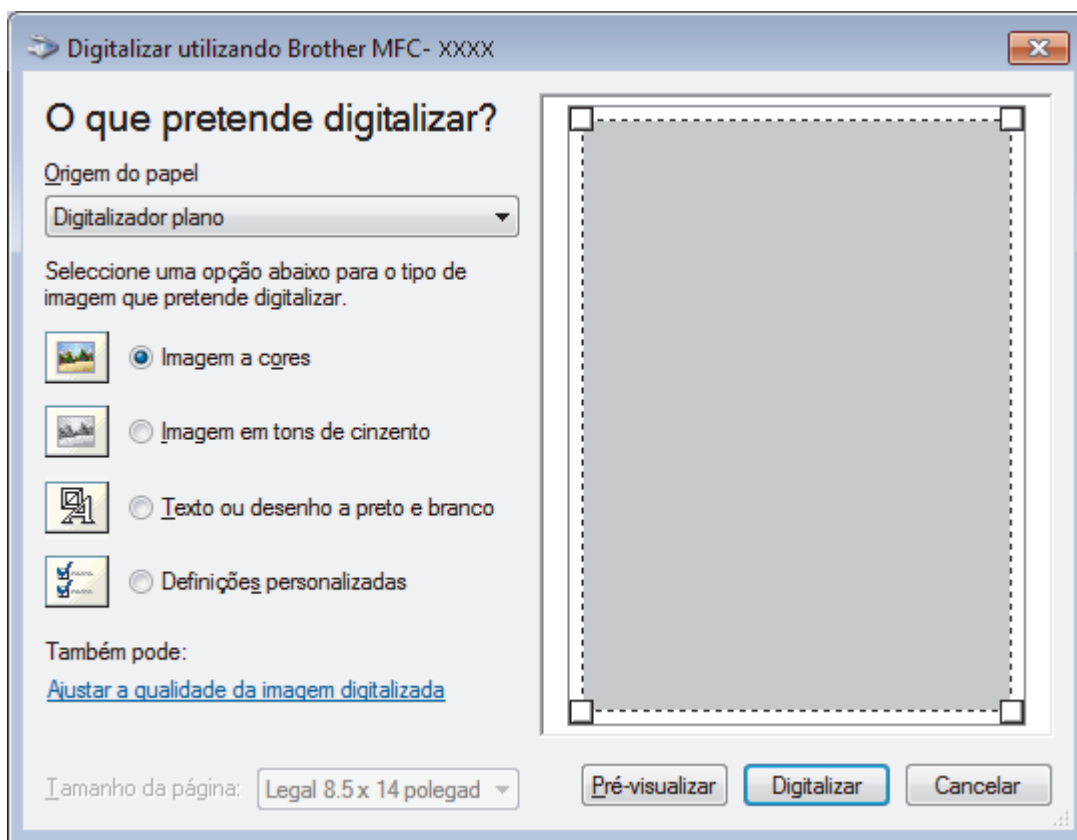 Digitalizar utilizando Brother MFC- XXXX
O que pretende digitalizar?
Origem do papel
Digitalizador plano
Seleccione uma opção abaixo para o tipo de
imagem que pretende digitalizar.
Imagem a cores
Imagem em tons de cinzento
Texto ou desenho a preto e branco
Definições personalizadas
Também pode:
Ajustar a qualidade da imagem digitalizada
Tamanho da página: Legal 8.5 x 14 polegad
Pré-visualizar Digitalizar Cancelar